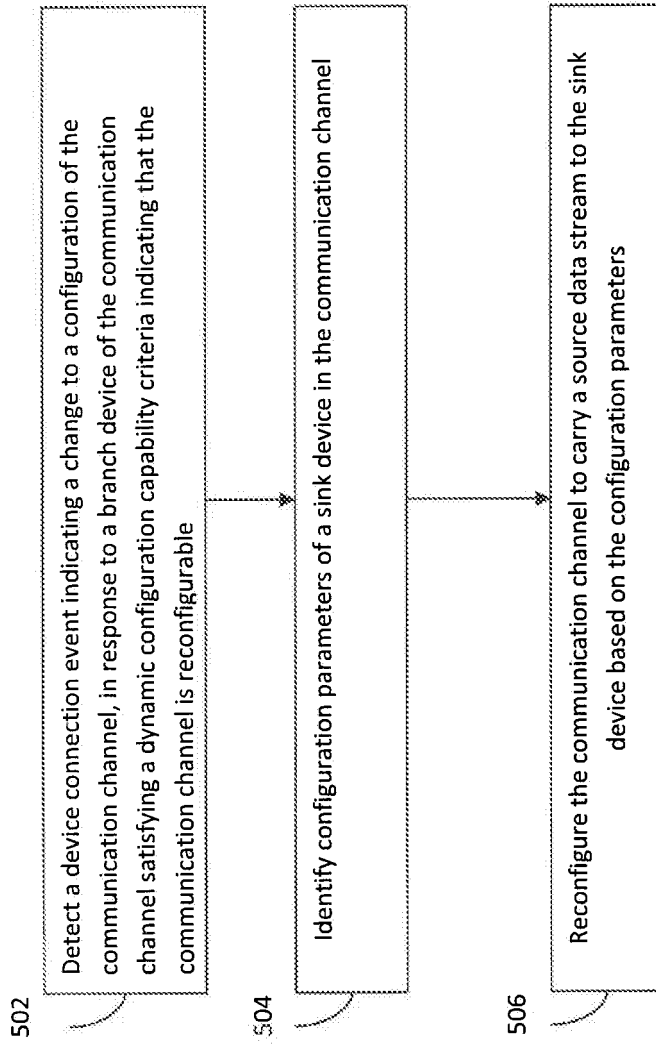 502
Detect a device connection event indicating a change to a configuration of the
communication channel, in response to a branch device of the communication
channel satisfying a dynamic configuration capability criteria indicating that the
communication channel is reconfigurable
504
Identify configuration parameters of a sink device in the communication channel
506
Reconfigure the communication channel to carry a source data stream to the sink
device based on the configuration parameters